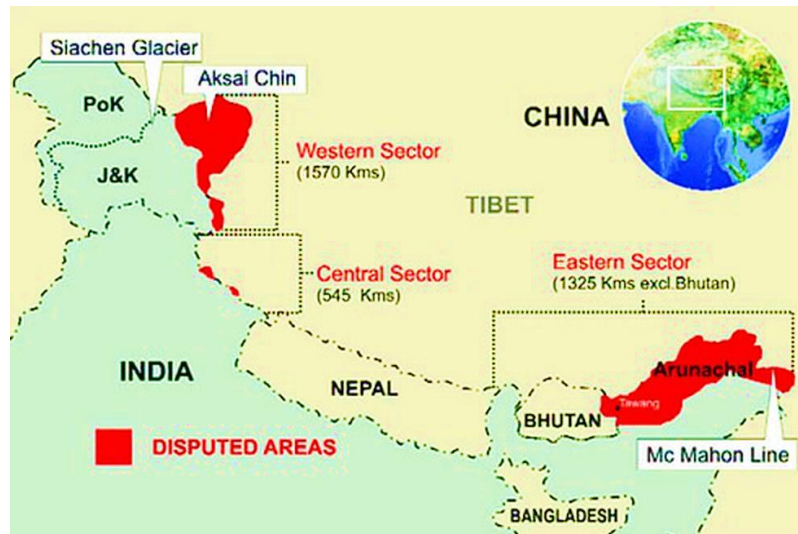 Siachen Glacier
Aksai Chin
PoK
CHINA
J&K
Western Sector
(1570 Kms)
TIBET
Central Sector
(545 Kms)
Eastern Sector
(1325 Kms excl.Bhutan)
INDIA
NEPAL
Arunachal
Tawang
BHUTAN
DISPUTED AREAS
Mc Mahon Line
BANGLADESH